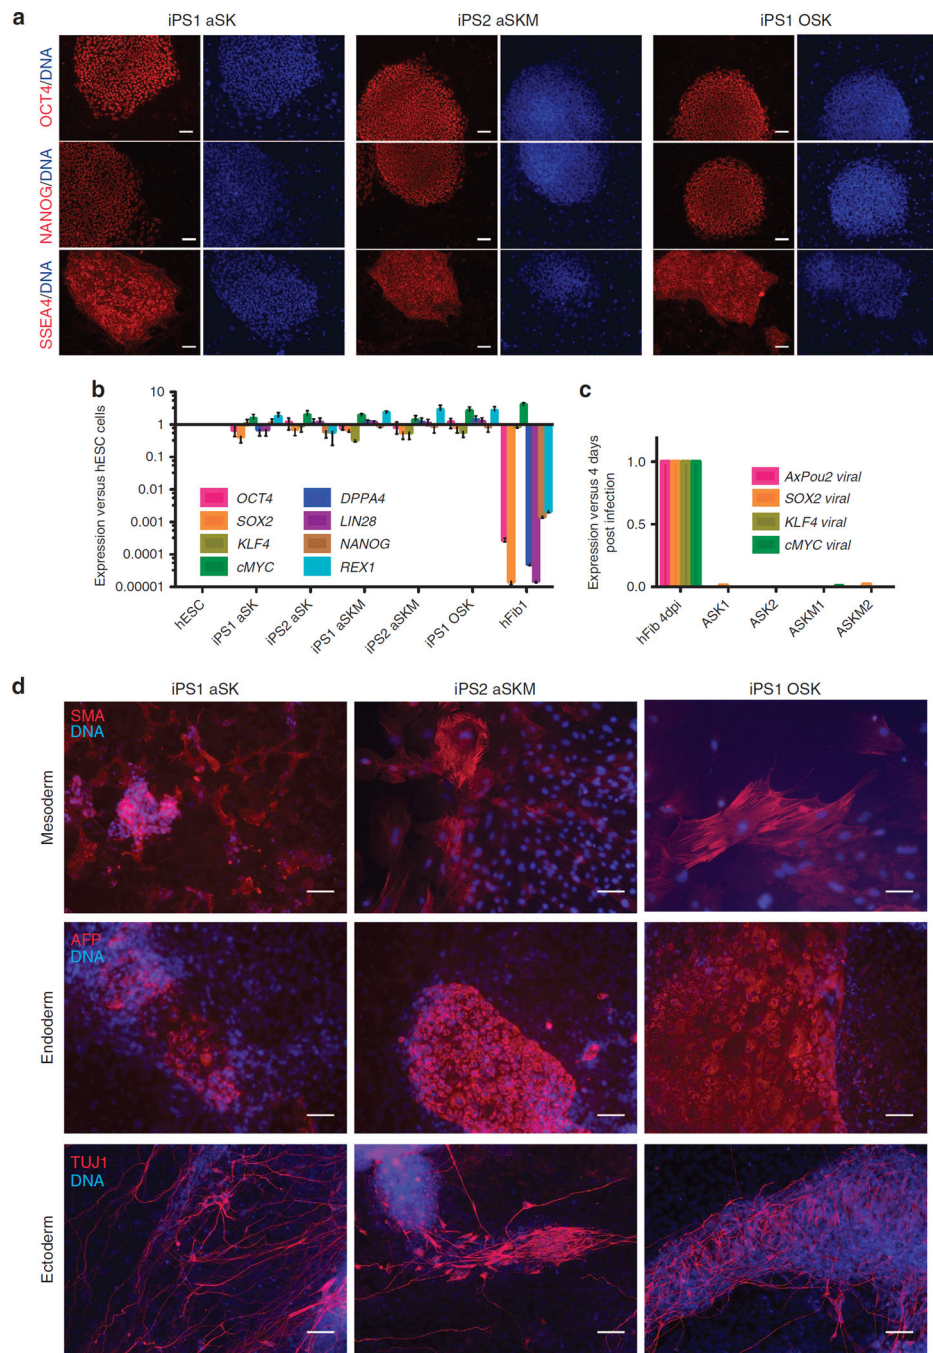 a
iPS1 aSK
iPS2 aSKM
iPS1 OSK
OCT4/DNA
NANOG/DNA
SSEA4/DNA
b
Expression versus hESC cells
10
1
0.1
0.01
0.001
0.0001
0.00001
OCT4
SOX2
KLF4
cMYC
DPPA4
LIN28
NANOG
REX1
hESC
iPS1 aSK
iPS2 aSK
iPS1 aSKM
iPS2 aSKM
iPS1 OSK
hFib1
c
Expression versus 4 days
post infection
1.0
0.5
0.0
AxPou2 viral
SOX2 viral
KLF4 viral
cMYC viral
hFib 4dpi
ASK1
ASK2
ASKM1
ASKM2
d
iPS1 aSK
iPS2 aSKM
iPS1 OSK
Mesoderm
SMA
DNA
Endoderm
AFP
DNA
Ectoderm
TUJ1
DNA